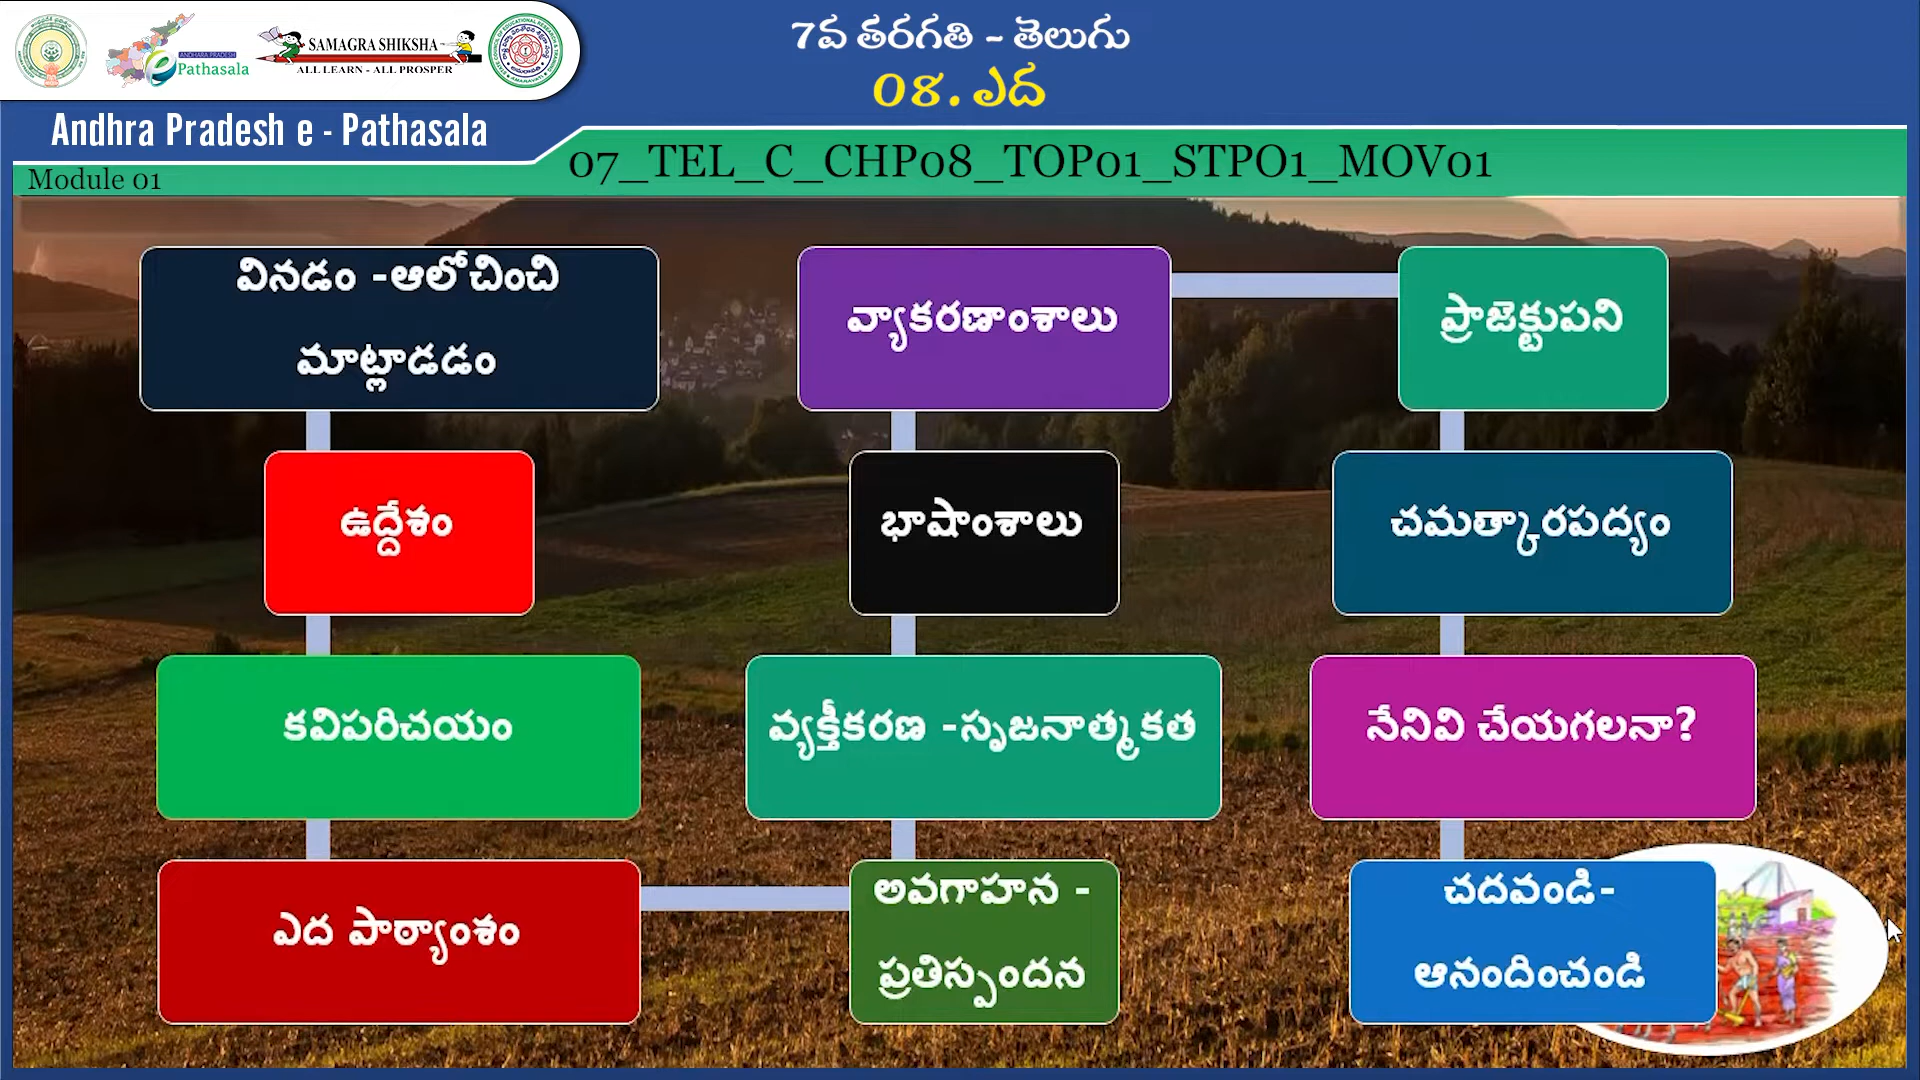 ANDHRA PRADESH
Pathasala
SAMAGRA SHIKSHA
ALL LEARN - ALL PROSPER
Andhra Pradesh e - Pathasala
Module 01
7వ తరగతి - తెలుగు
08. ఎద
07_TEL_C_CHP08_TOP01_STPO1_MOV01
వినడం -ఆలోచించి
మాట్లాడడం
ఉద్దేశం
కవిపరిచయం
ఎద పాఠ్యాంశం
వ్యాకరణాంశాలు
భాషాంశాలు
వ్యక్తీకరణ -సృజనాత్మకత
అవగాహన -
ప్రతిస్పందన
ప్రాజెక్టుపని
చమత్కారపద్యం
నేనివి చేయగలనా?
చదవండి-
ఆనందించండి